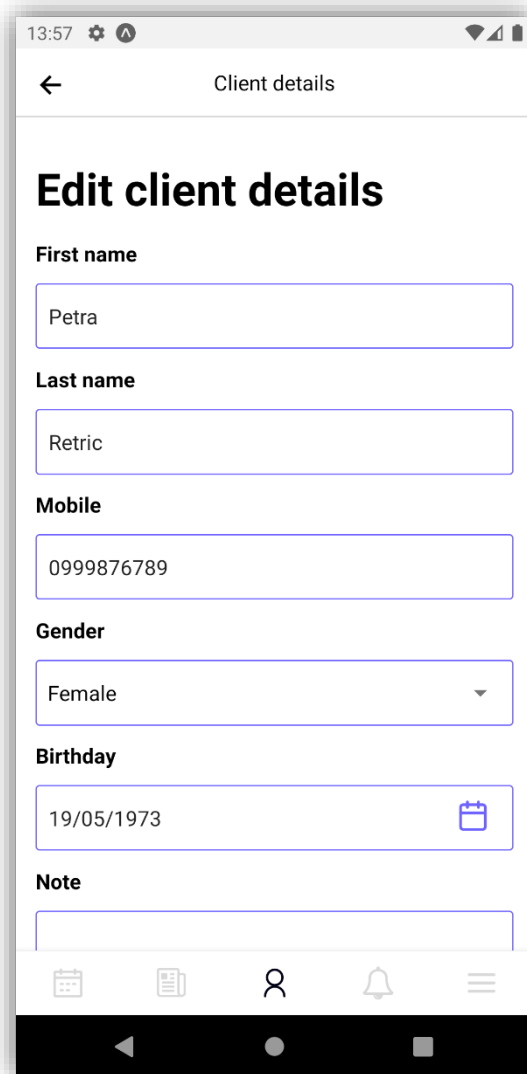 13:57
Client details
Edit client details
First name
Petra
Last name
Retric
Mobile
0999876789
Gender
Female
Birthday
19/05/1973
Note